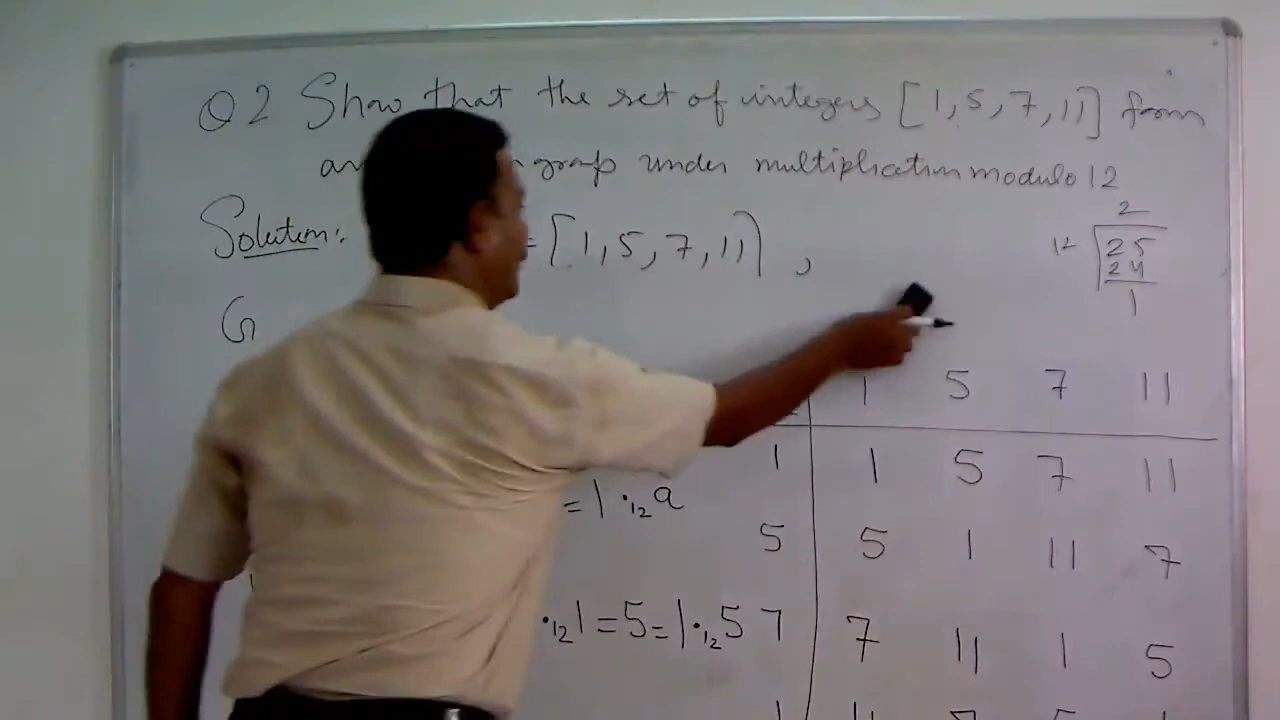 Q2 Show that the set of integers [1, 5, 7, 11] from
an group under multiplication modulo 12
Solution: = [1, 5, 7, 11] ,
2
12 25
24
1
G
1 5 7 11
1 1 5 7 11
= 1 ·₁₂ a
5 5 1 11 7
·₁₂ 1 = 5 = 1 ·₁₂ 5
7 7 11 1 5